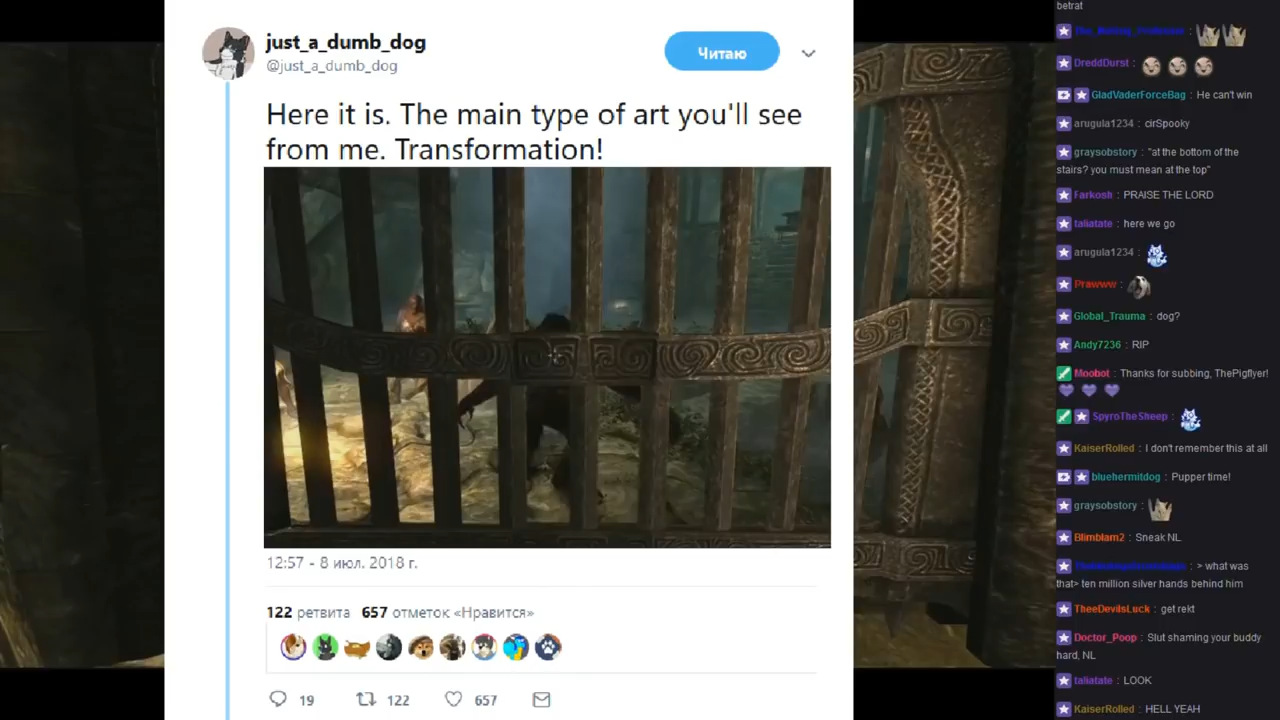 just_a_dumb_dog
@just_a_dumb_dog
Читаю
Here it is. The main type of art you'll see
from me. Transformation!
12:57 - 8 июл. 2018 г.
122 ретвита 657 отметок «Нравится»
19 122 657
betrat
DreddDurst :
GladVaderForceBag : He can't win
arugula1234 : cirSpooky
graysobstory : "at the bottom of the
stairs? you must mean at the top"
Farkosh : PRAISE THE LORD
taliatate : here we go
arugula1234 :
Prawww :
Global_Trauma : dog?
Andy7236 : RIP
Moobot : Thanks for subbing, ThePigflyer!
SpyroTheSheep :
KaiserRolled : I don't remember this at all
bluehermitdog : Pupper time!
graysobstory :
Blimblam2 : Sneak NL
: > what was
that> ten million silver hands behind him
TheeDevilsLuck : get rekt
Doctor_Poop : Slut shaming your buddy
hard, NL
taliatate : LOOK
KaiserRolled : HELL YEAH